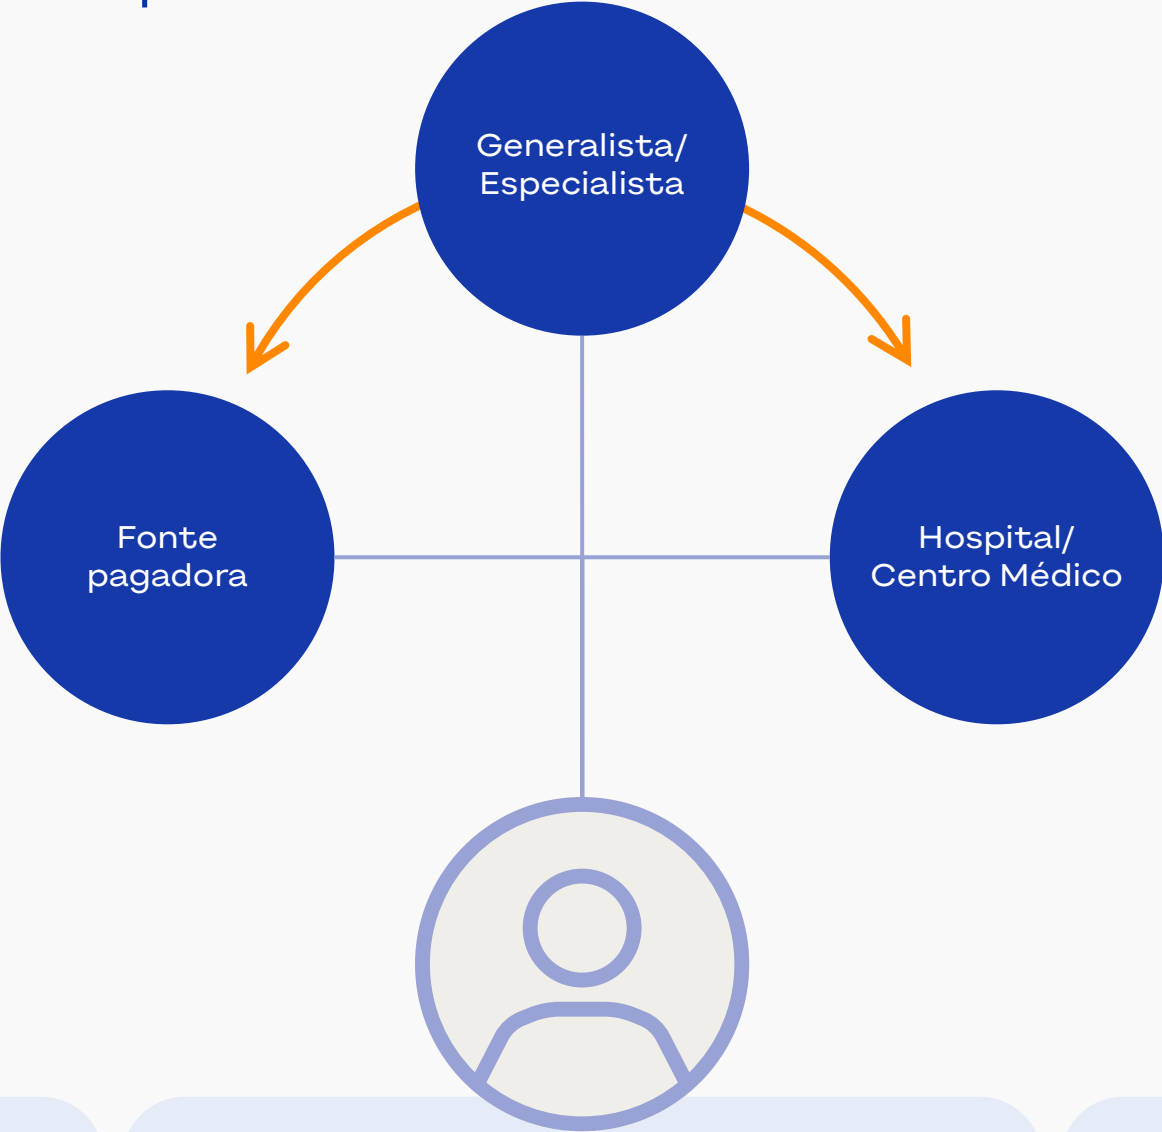 Generalista/
Especialista
Fonte
pagadora
Hospital/
Centro Médico